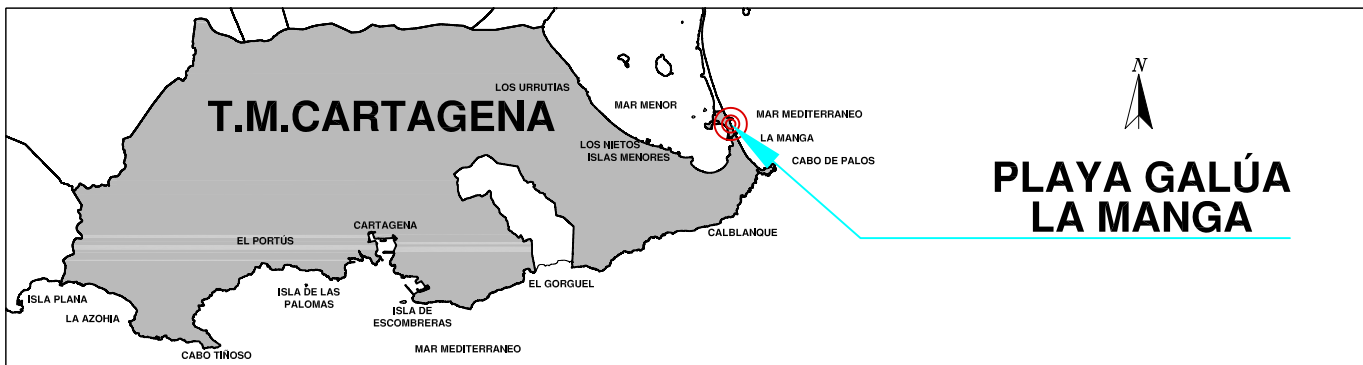 N
LOS URRUTIAS
T.M.CARTAGENA
MAR MENOR
MAR MEDITERRANEO
LA MANGA
LOS NIETOS
ISLAS MENORES
CABO DE PALOS
PLAYA GALÚA
LA MANGA
CARTAGENA
EL PORTÚS
CALBLANQUE
EL GORGUEL
ISLA DE LAS
PALOMAS
ISLA PLANA
LA AZOHIA
ISLA DE
ESCOMBRERAS
CABO TIÑOSO
MAR MEDITERRANEO